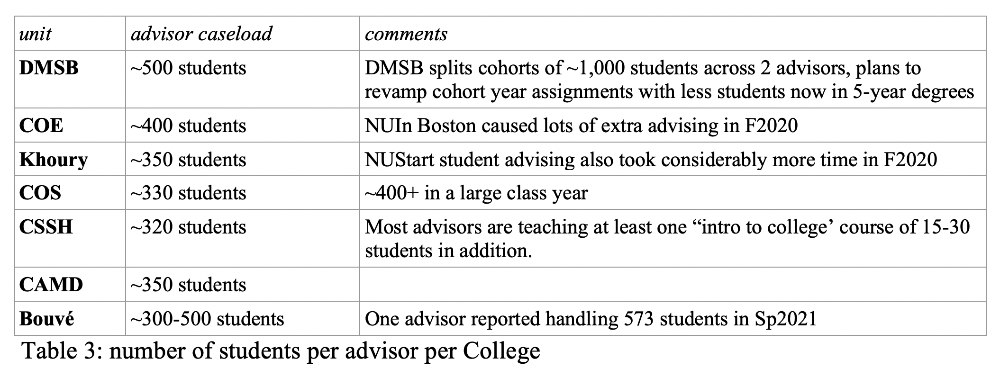 unit advisor caseload comments
DMSB ~500 students DMSB splits cohorts of ~1,000 students across 2 advisors, plans to
revamp cohort year assignments with less students now in 5-year degrees
COE ~400 students NUIn Boston caused lots of extra advising in F2020
Khoury ~350 students NUStart student advising also took considerably more time in F2020
COS ~330 students ~400+ in a large class year
CSSH ~320 students Most advisors are teaching at least one “intro to college’ course of 15-30
students in addition.
CAMD ~350 students
Bouvé ~300-500 students One advisor reported handling 573 students in Sp2021
Table 3: number of students per advisor per College